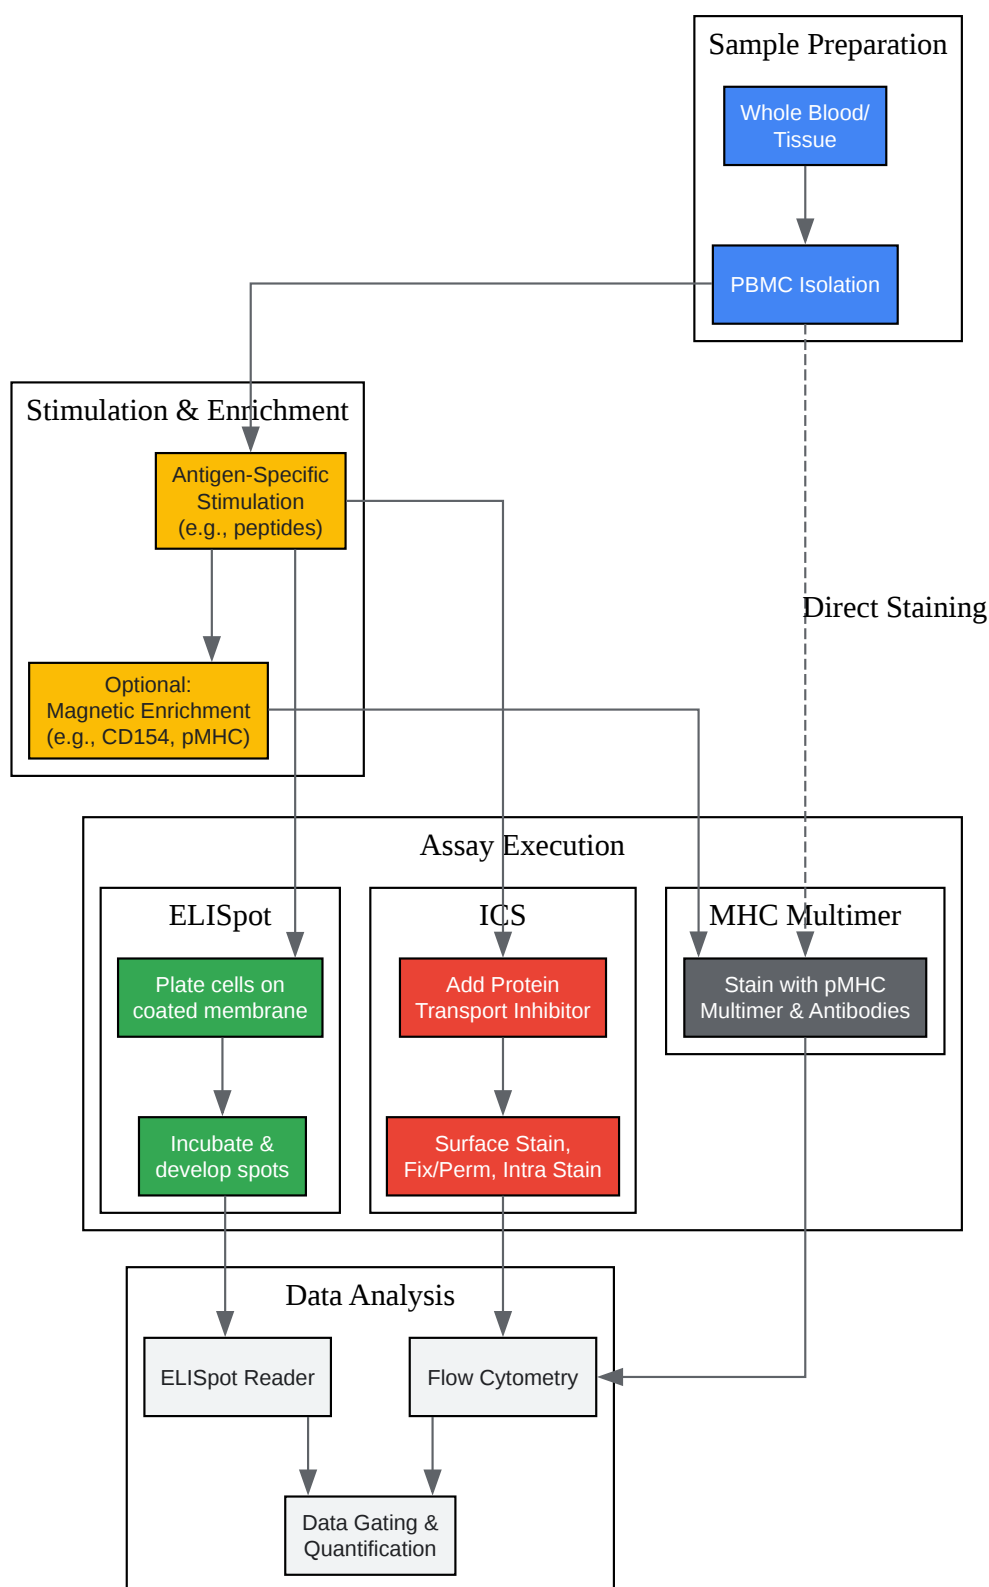 Sample Preparation
Whole Blood/
Tissue
PBMC Isolation
Stimulation & Enrichment
Antigen-Specific
Stimulation
(e.g., peptides)
Direct Staining
Optional:
Magnetic Enrichment
(e.g., CD154, pMHC)
Assay Execution
ELISpot
ICS
MHC Multimer
Plate cells on
coated membrane
Add Protein
Transport Inhibitor
Stain with pMHC
Multimer & Antibodies
Incubate &
develop spots
Surface Stain,
Fix/Perm, Intra Stain
Data Analysis
ELISpot Reader
Flow Cytometry
Data Gating &
Quantification